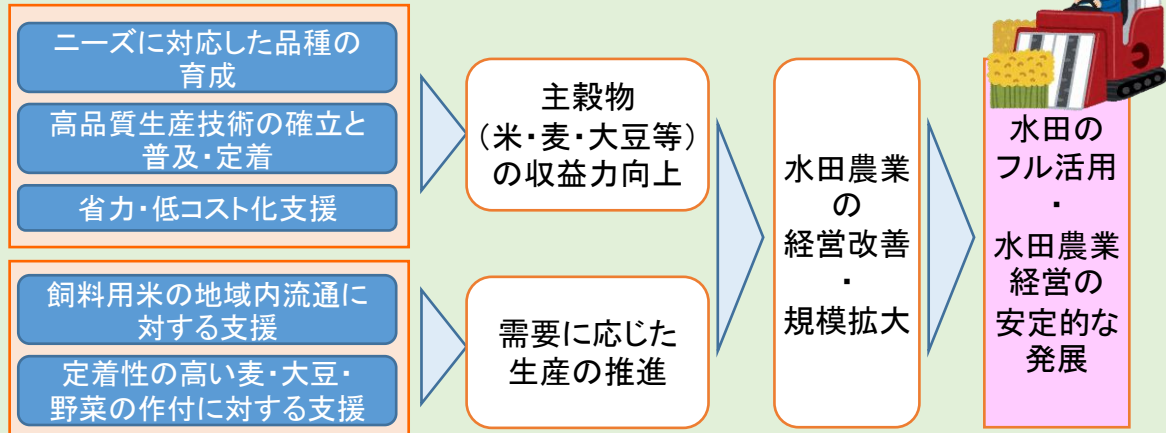 ニーズに対応した品種の
育成
高品質生産技術の確立と
普及・定着
省力・低コスト化支援
飼料用米の地域内流通に
対する支援
定着性の高い麦・大豆・
野菜の作付に対する支援
主穀物
（米・麦・大豆等）
の収益力向上
需要に応じた
生産の推進
水田農業
の
経営改善
・
規模拡大
水田の
フル活用
・
水田農業
経営の
安定的な
発展